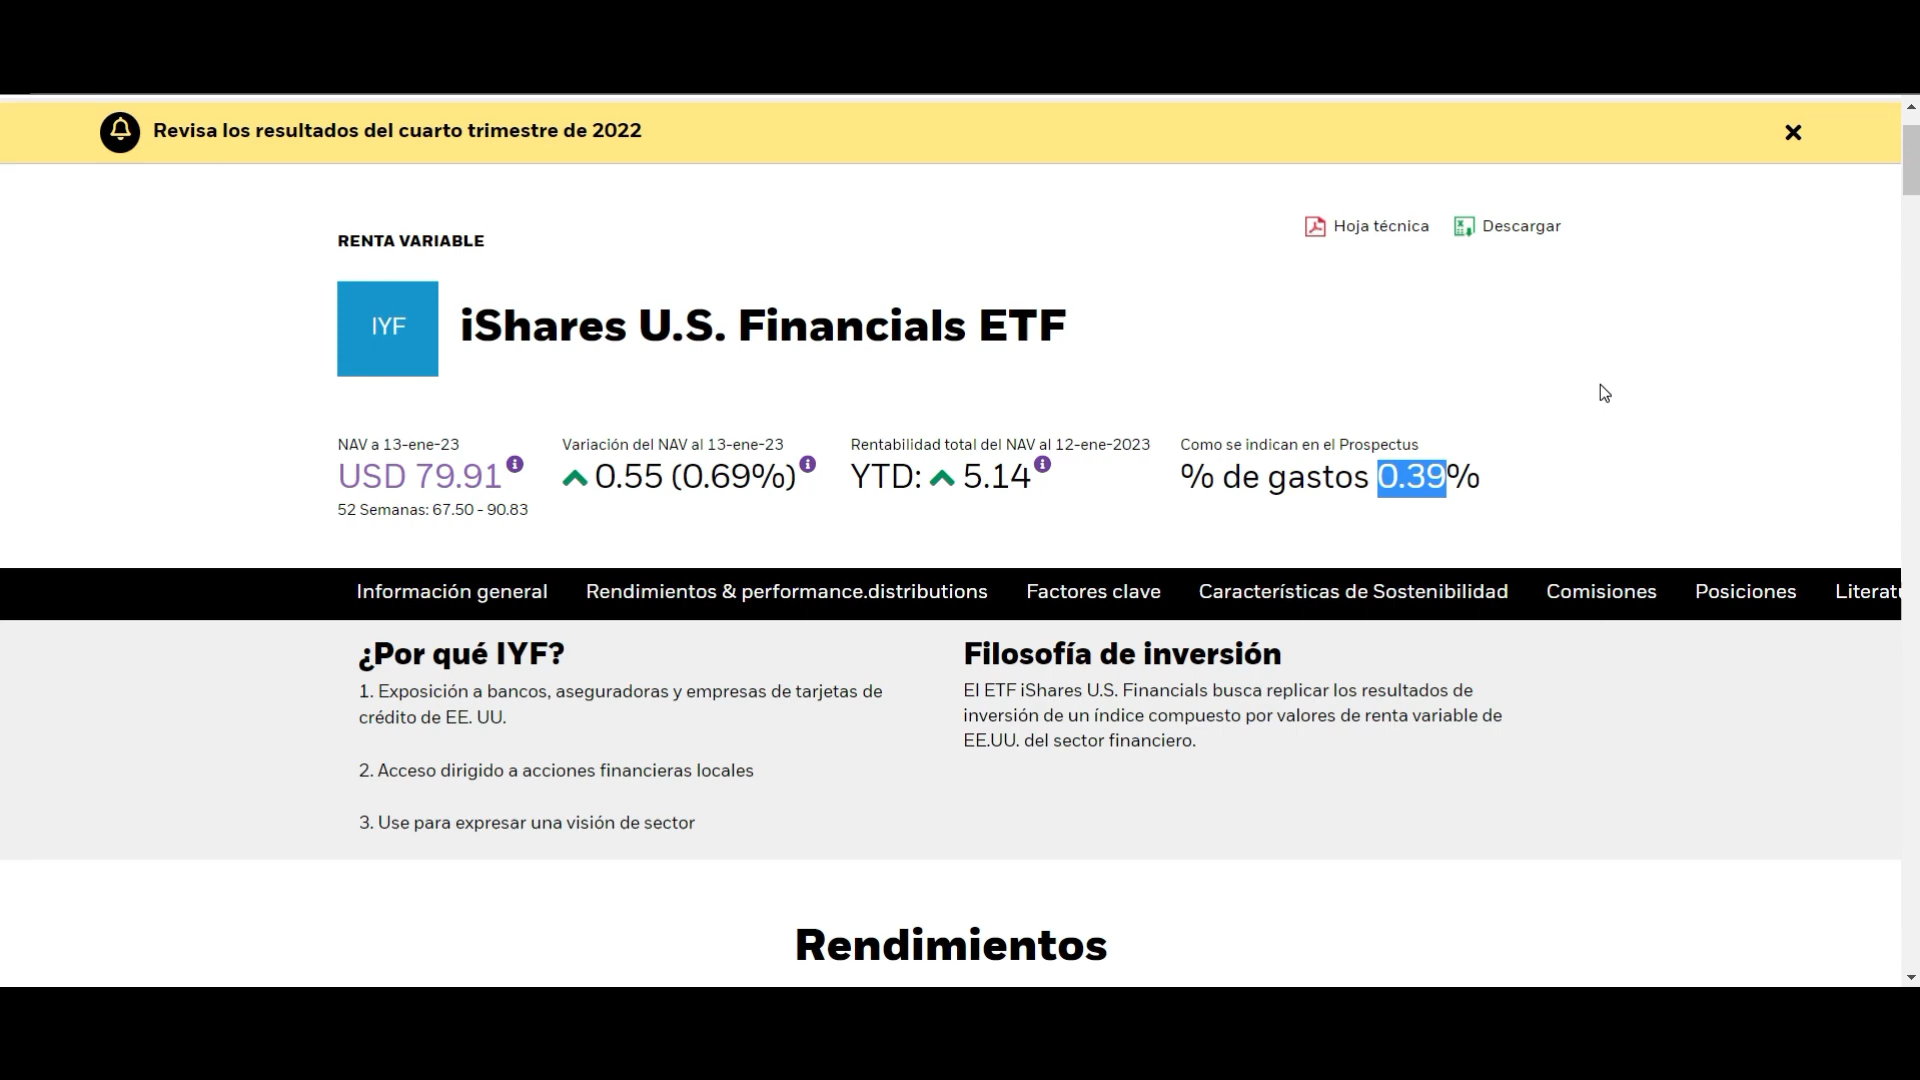 Revisa los resultados del cuarto trimestre de 2022
Hoja técnica
Descargar
RENTA VARIABLE
IYF
iShares U.S. Financials ETF
NAV a 13-ene-23
USD 79.91
52 Semanas: 67.50 - 90.83
Variación del NAV al 13-ene-23
0.55 (0.69%)
Rentabilidad total del NAV al 12-ene-2023
YTD: 5.14
Como se indican en el Prospectus
% de gastos 0.39%
Información general
Rendimientos & performance.distributions
Factores clave
Características de Sostenibilidad
Comisiones
Posiciones
Literatu
¿Por qué IYF?
1. Exposición a bancos, aseguradoras y empresas de tarjetas de
crédito de EE. UU.
2. Acceso dirigido a acciones financieras locales
3. Use para expresar una visión de sector
Filosofía de inversión
El ETF iShares U.S. Financials busca replicar los resultados de
inversión de un índice compuesto por valores de renta variable de
EE.UU. del sector financiero.
Rendimientos